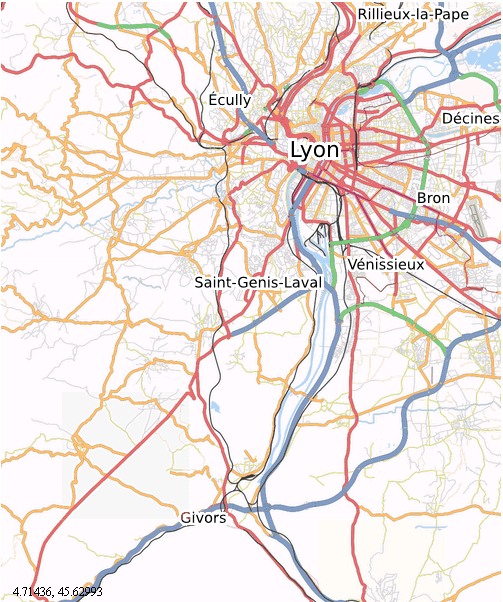 Rillieux-la-Pape
Écully
Décines
Lyon
Bron
Vénissieux
Saint-Genis-Laval
Givors
4.71436, 45.62993